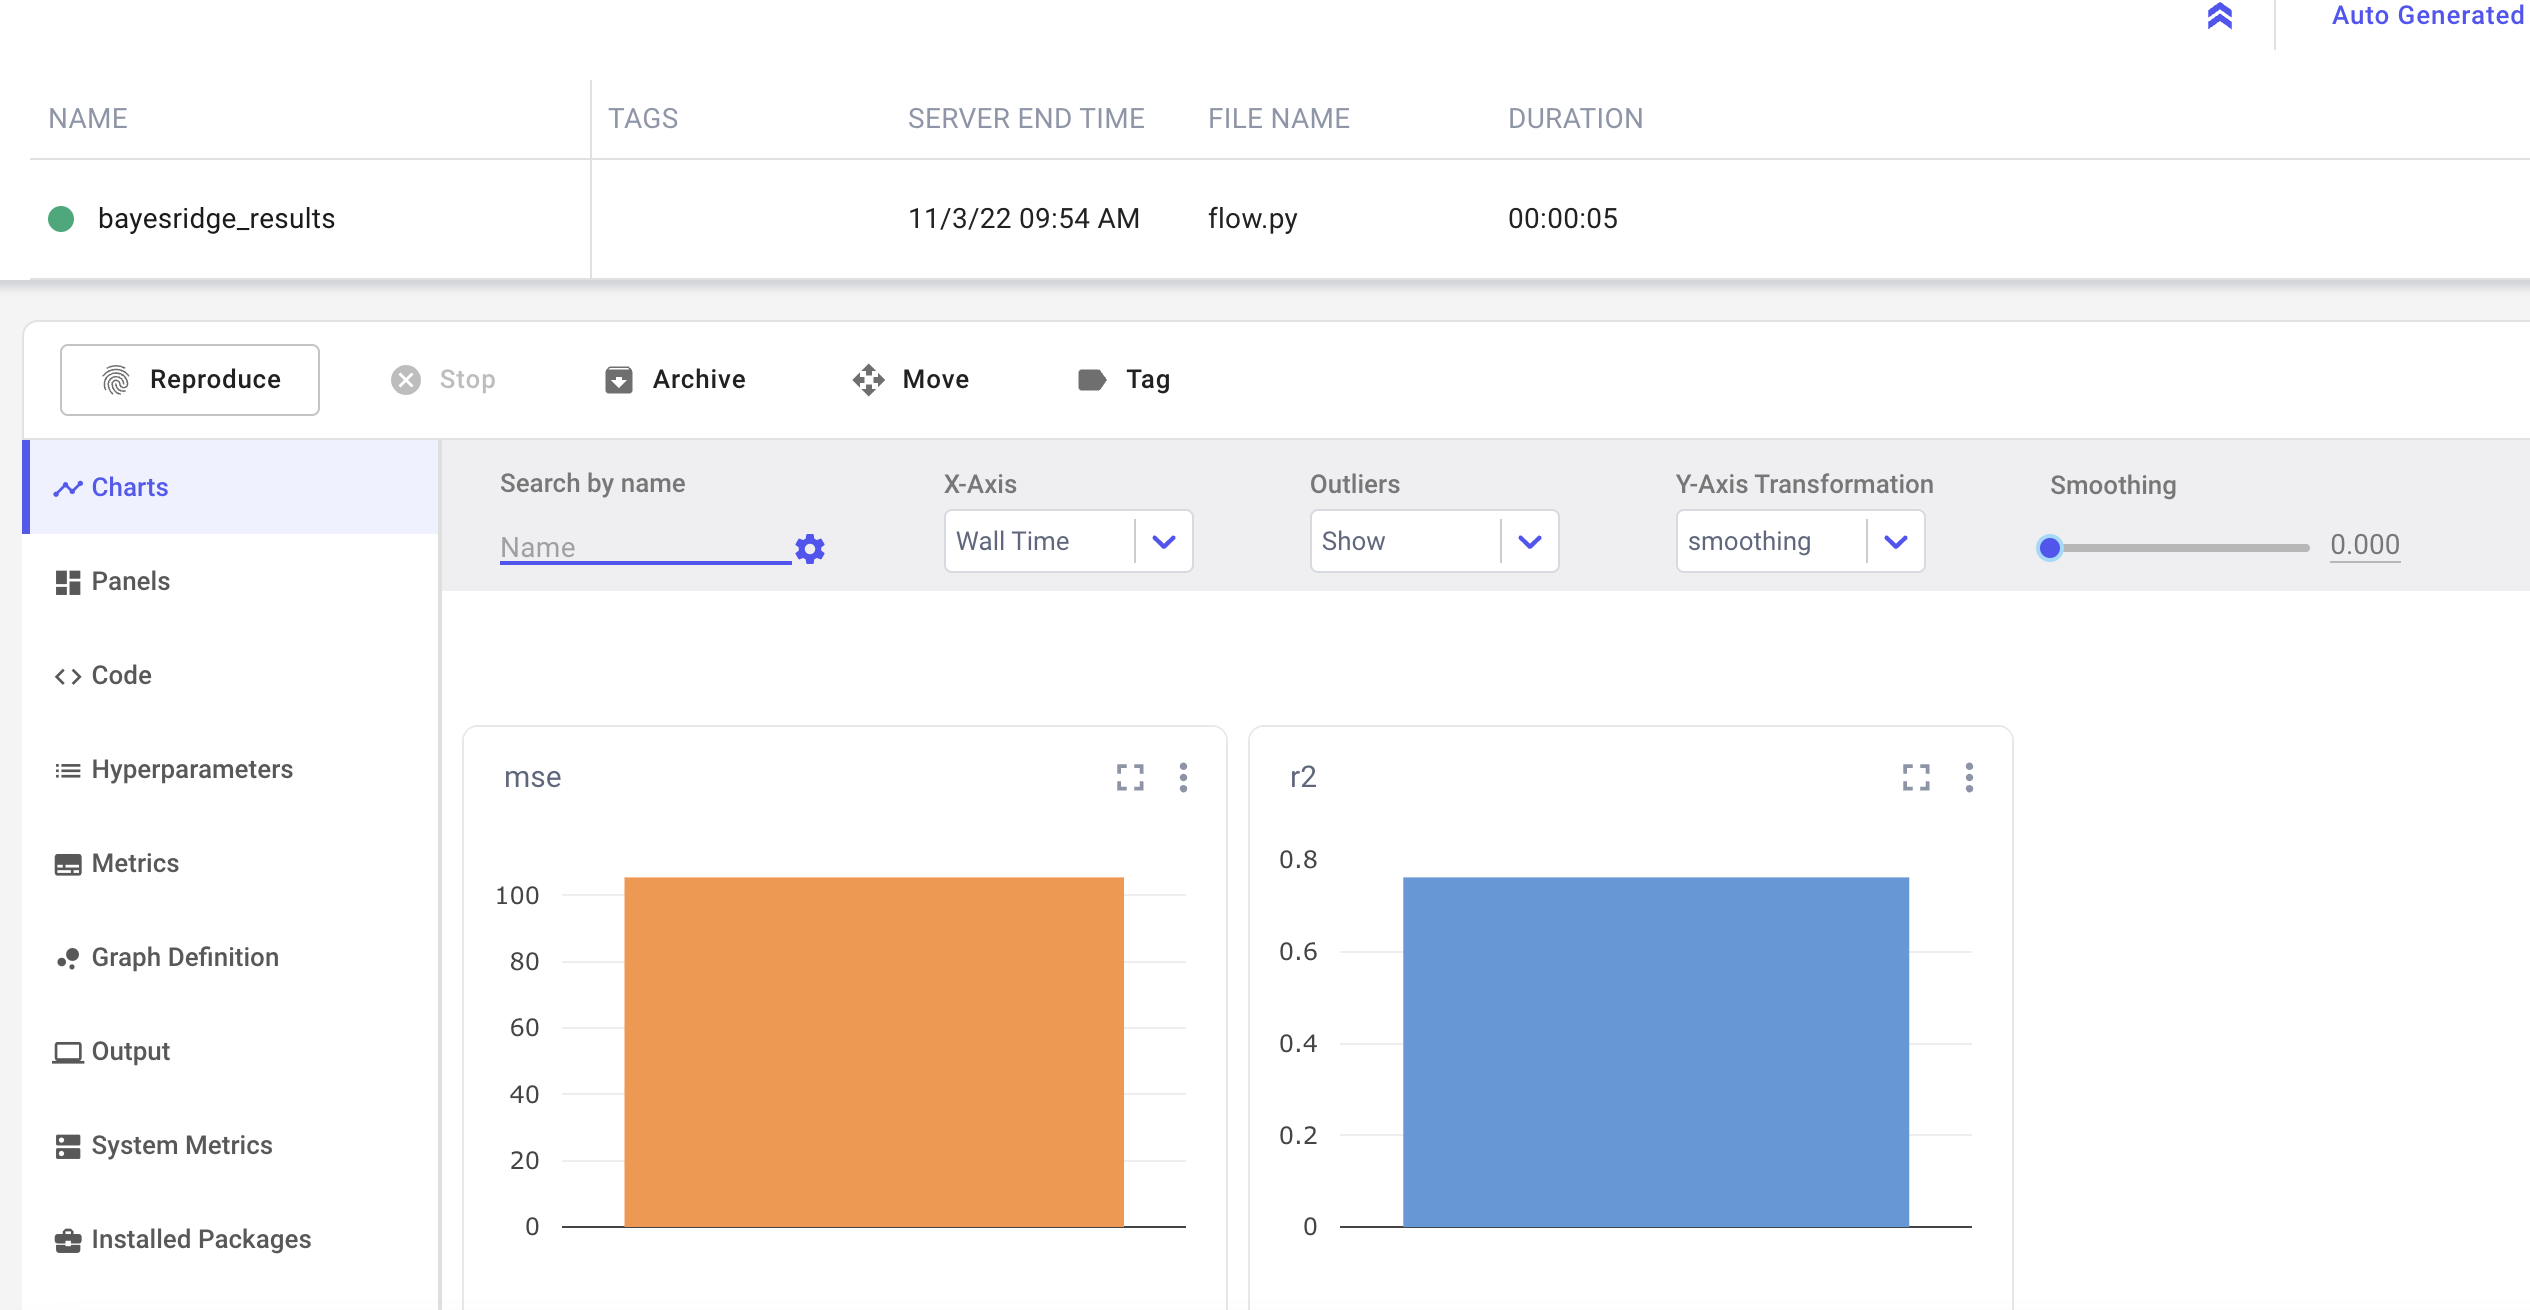 Auto Generated
NAME TAGS SERVER END TIME FILE NAME DURATION
bayesridge_results 11/3/22 09:54 AM flow.py 00:00:05
Reproduce Stop Archive Move Tag
Charts
Panels
Code
Hyperparameters
Metrics
Graph Definition
Output
System Metrics
Installed Packages
Search by name X-Axis Outliers Y-Axis Transformation Smoothing
Name Wall Time Show smoothing 0.000
mse
100
80
60
40
20
0
r2
0.8
0.6
0.4
0.2
0